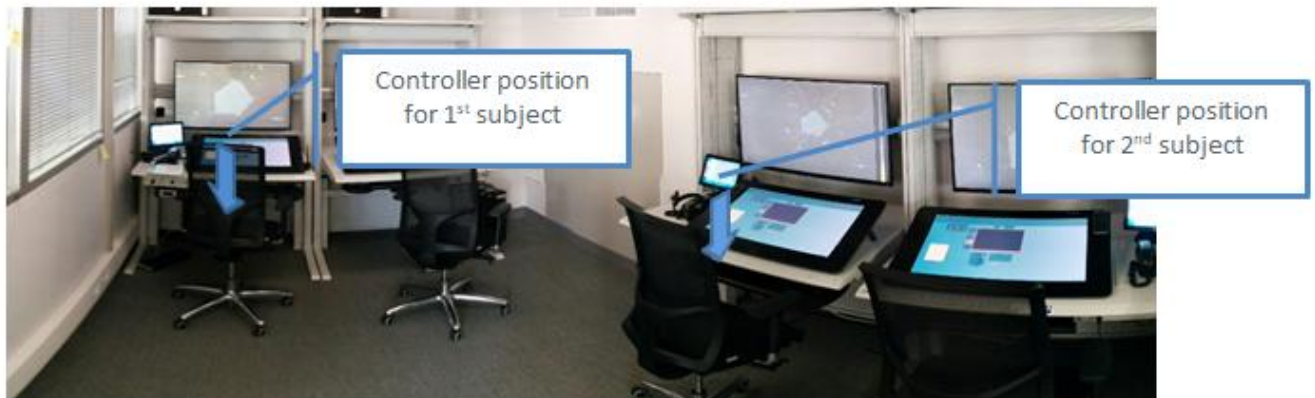 Controller position
for 1st subject
Controller position
for 2nd subject